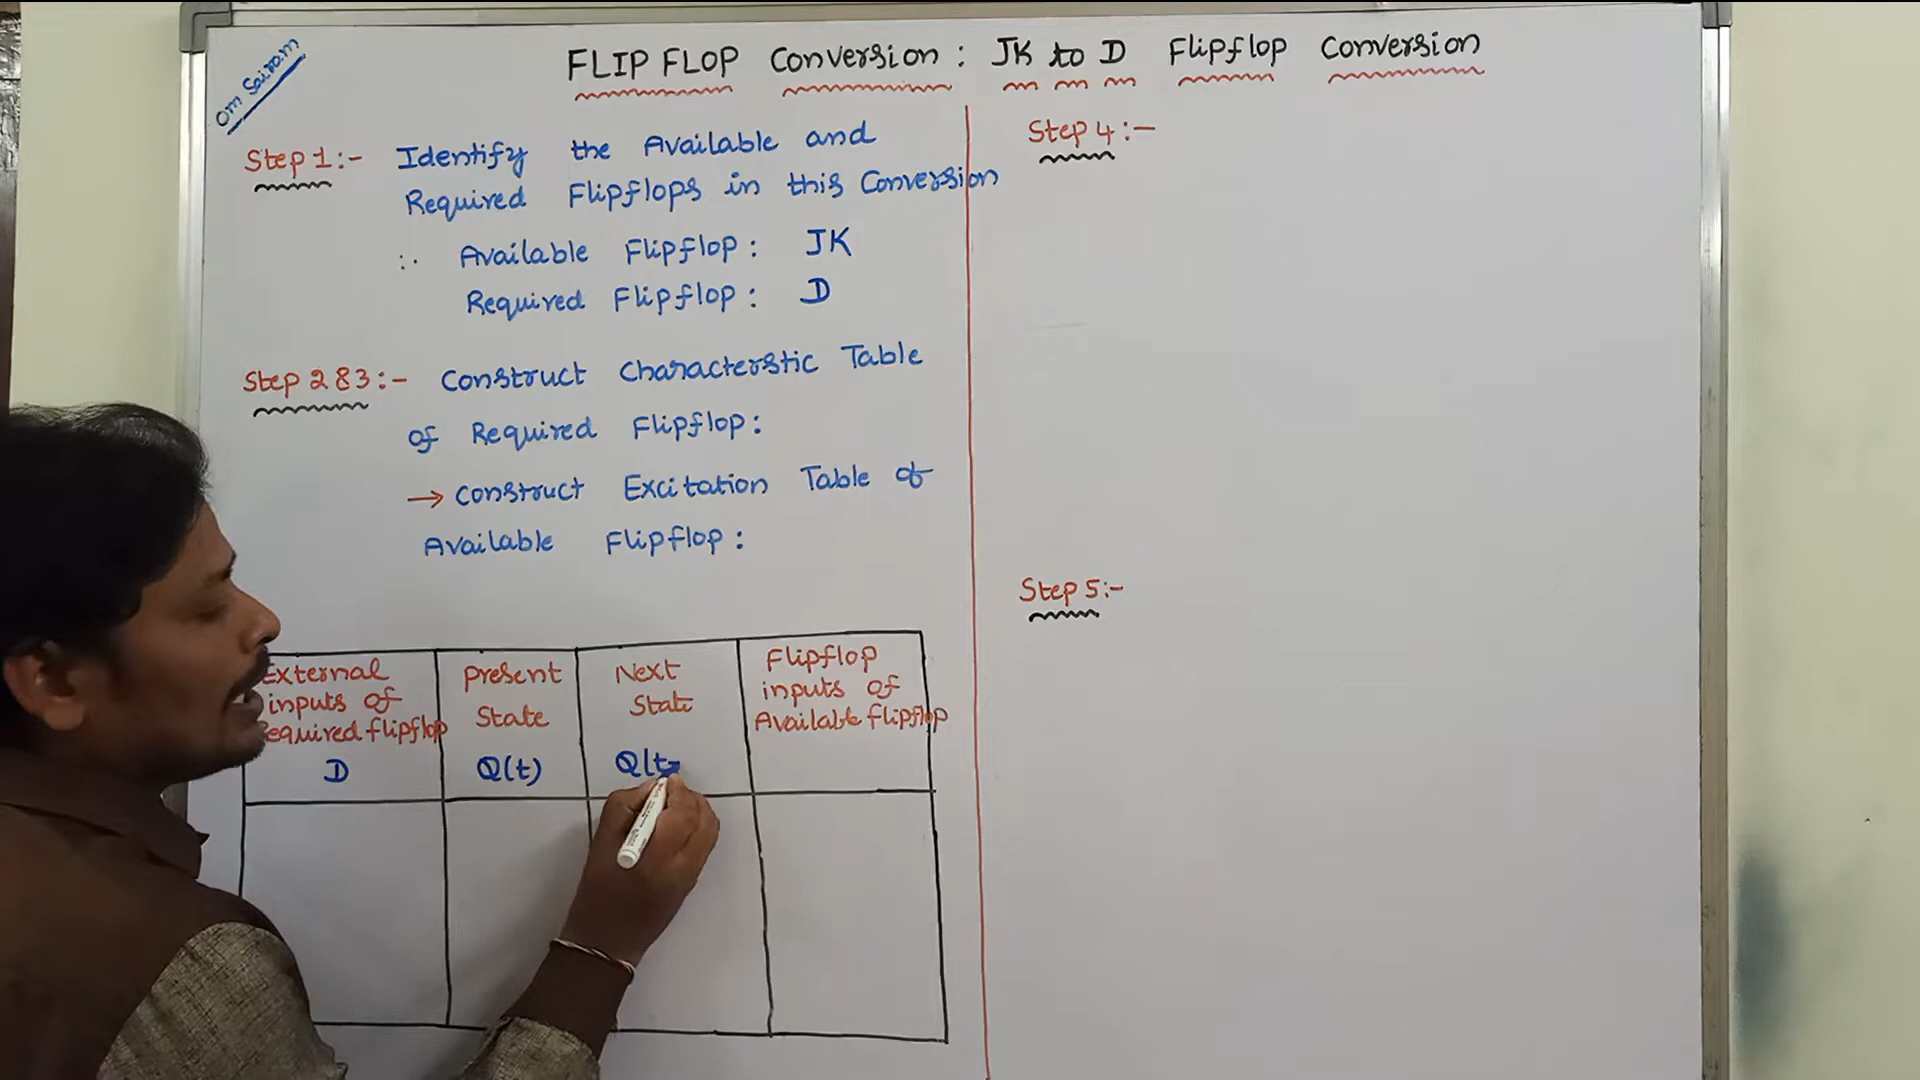 Om Sairam
FLIP FLOP Conversion : JK to D Flipflop Conversion
Step 1:- Identify the Available and
Required Flipflops in this Conversion
∴ Available Flipflop : JK
Required Flipflop : D
Step 2 & 3:- Construct Characterstic Table
of Required Flipflop:
→ Construct Excitation Table of
Available Flipflop :
External
inputs of
Required flipflop
D
Present
State
Q(t)
Next
State
Q(t
Flipflop
inputs of
Available flipflop
Step 4:-
Step 5:-